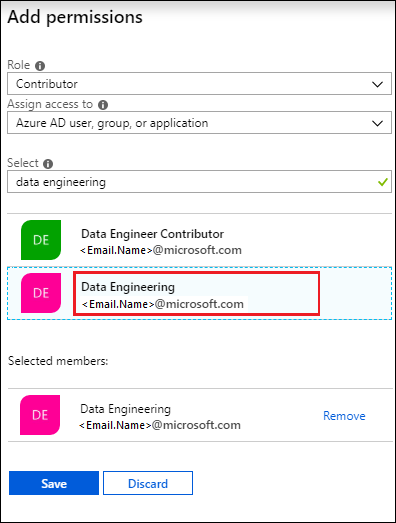 Add permissions
Role
Contributor
Assign access to
Azure AD user, group, or application
Select
data engineering
DE
Data Engineer Contributor
<Email.Name>@microsoft.com
DE
Data Engineering
<Email.Name>@microsoft.com
Selected members:
DE
Data Engineering
<Email.Name>@microsoft.com
Remove
Save
Discard